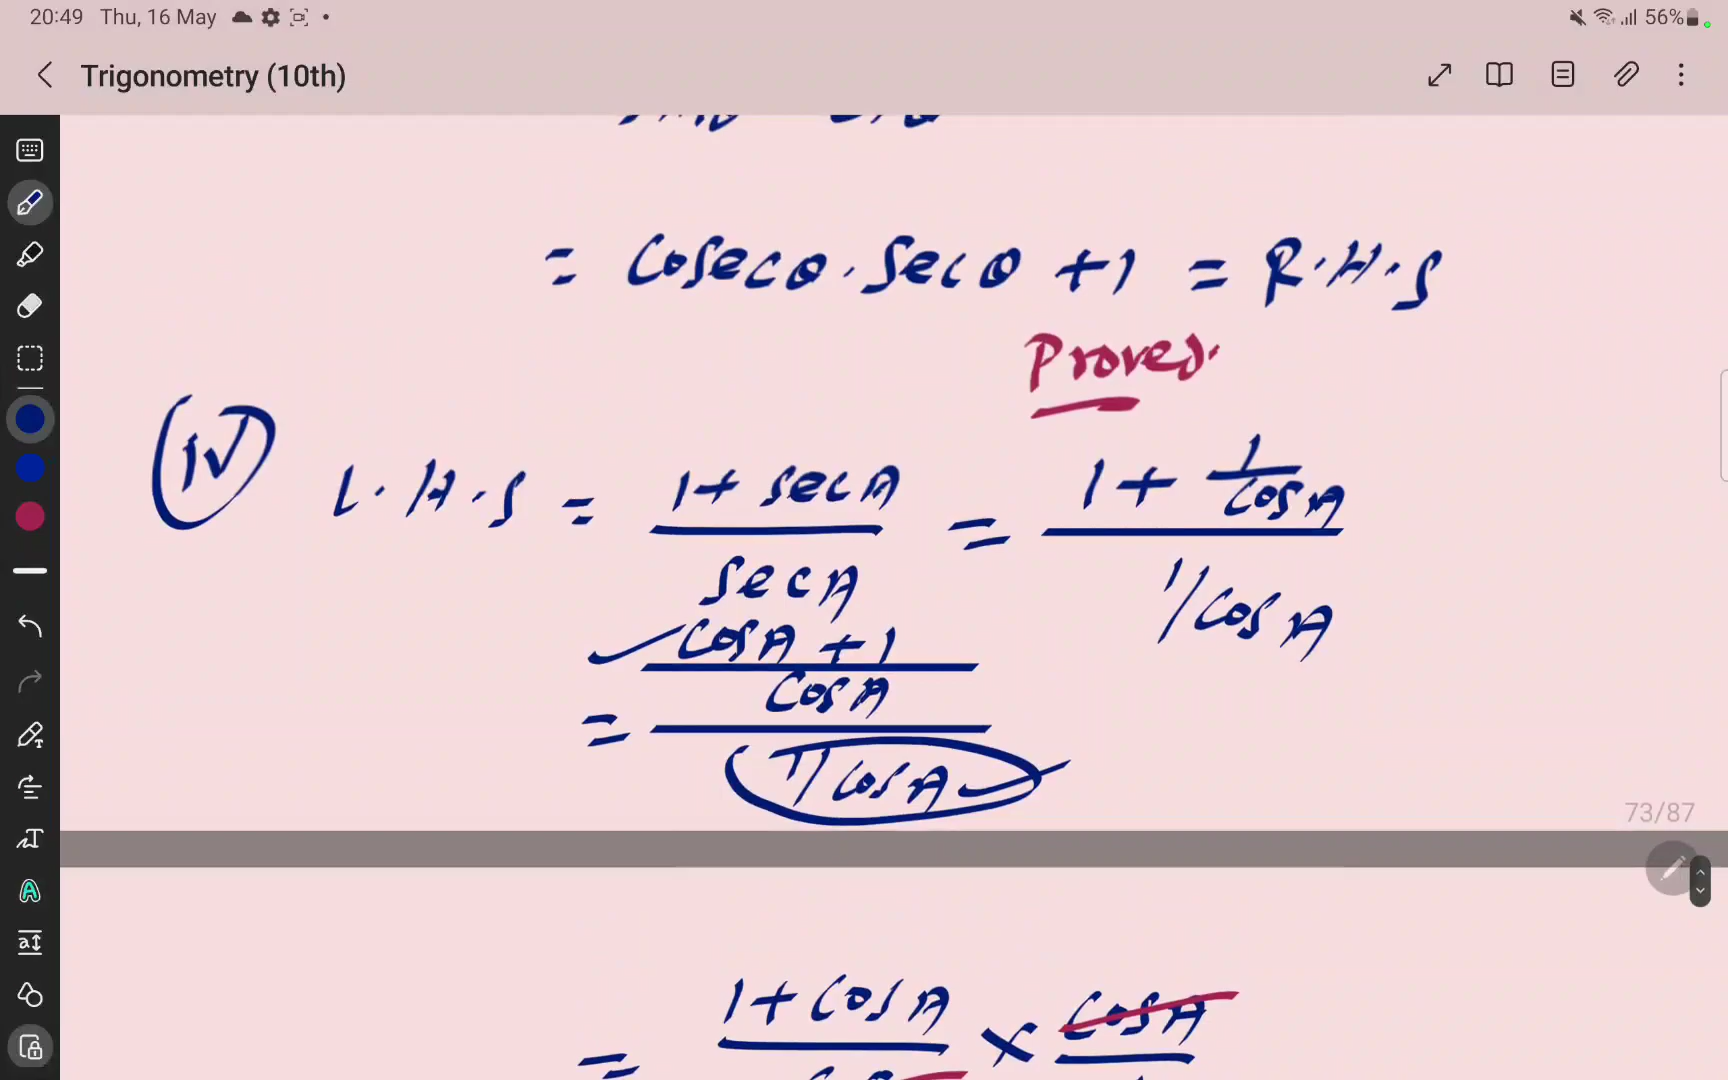 20:49 Thu, 16 May 56%
Trigonometry (10th)
= Cosecθ . Secθ + 1 = R.H.S
Proved.
(iv) L.H.S = 1 + secA / secA = 1 + 1/cosA / 1/cosA
= cosA + 1 / cosA / 1/cosA
73/87
= 1 + cosA × cosA